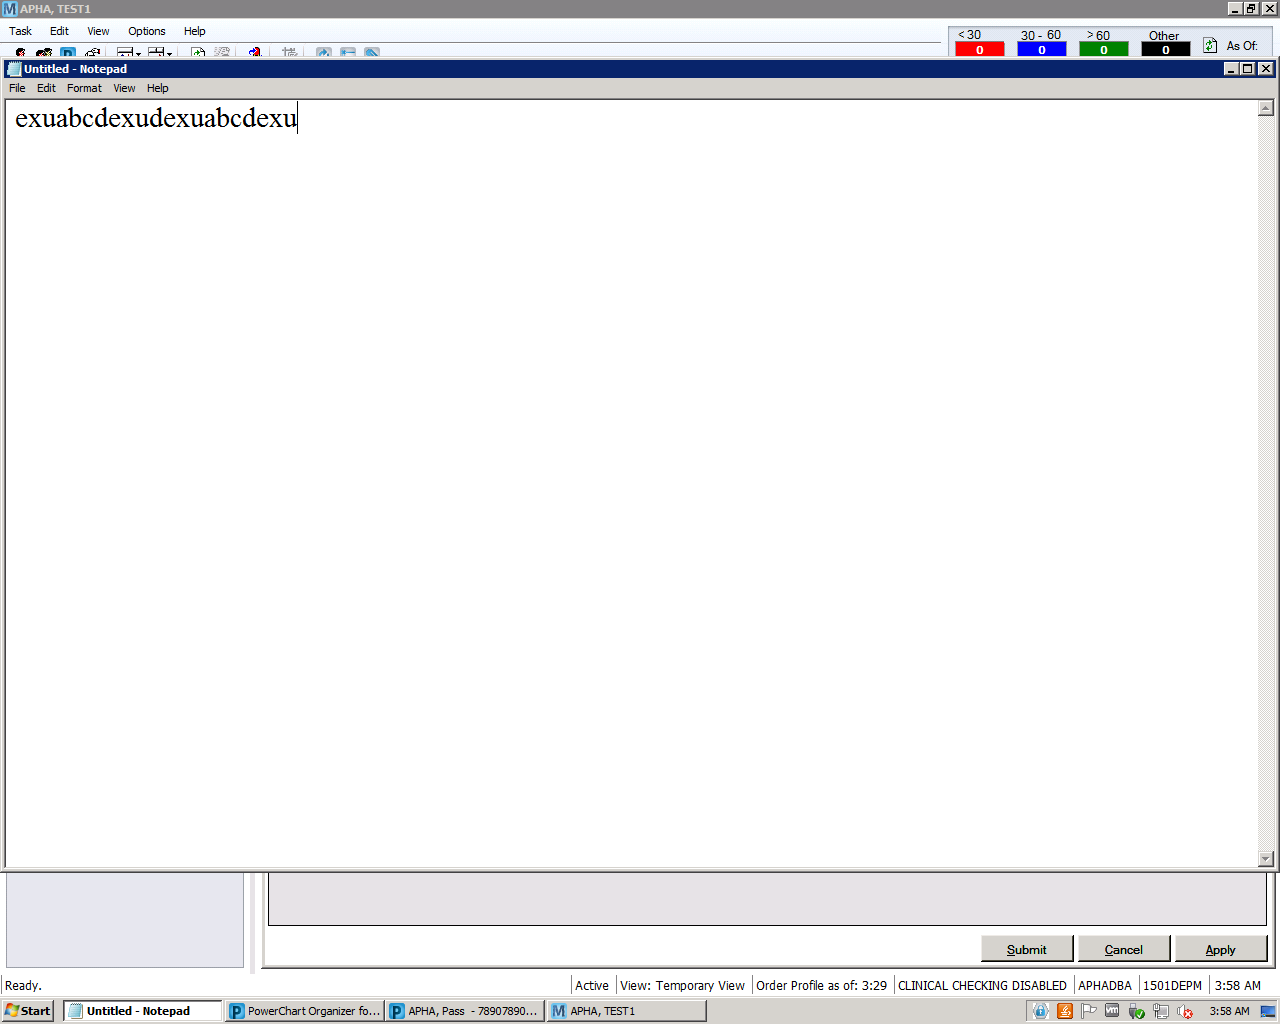 APHA, TEST1
Task Edit View Options Help
< 30 30 - 60 > 60 Other
0 0 0 0 As Of:
Untitled - Notepad
File Edit Format View Help
exuabcdexudexuabcdexu
Submit Cancel Apply
Ready. Active View: Temporary View Order Profile as of: 3:29 CLINICAL CHECKING DISABLED APHADBA 1501DEPM 3:58 AM
Start Untitled - Notepad PowerChart Organizer fo... APHA, Pass - 78907890... APHA, TEST1 3:58 AM